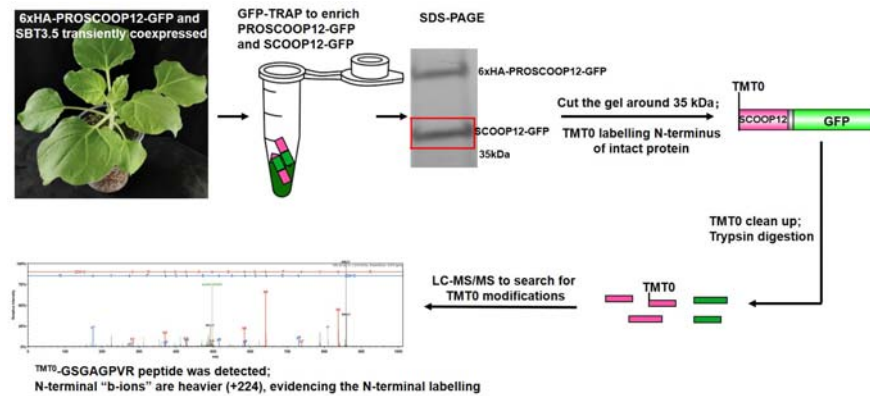 6xHA-PROSCOOP12-GFP and
SBT3.5 transiently coexpressed
GFP-TRAP to enrich
PROSCOOP12-GFP
and SCOOP12-GFP
SDS-PAGE
6xHA-PROSCOOP12-GFP
SCOOP12-GFP
35kDa
Cut the gel around 35 kDa;
TMT0 labelling N-terminus
of intact protein
TMT0
SCOOP12
GFP
TMT0 clean up;
Trypsin digestion
TMT0
LC-MS/MS to search for
TMT0 modifications
TMT0-GSGAGPVR peptide was detected;
N-terminal “b-ions” are heavier (+224), evidencing the N-terminal labelling